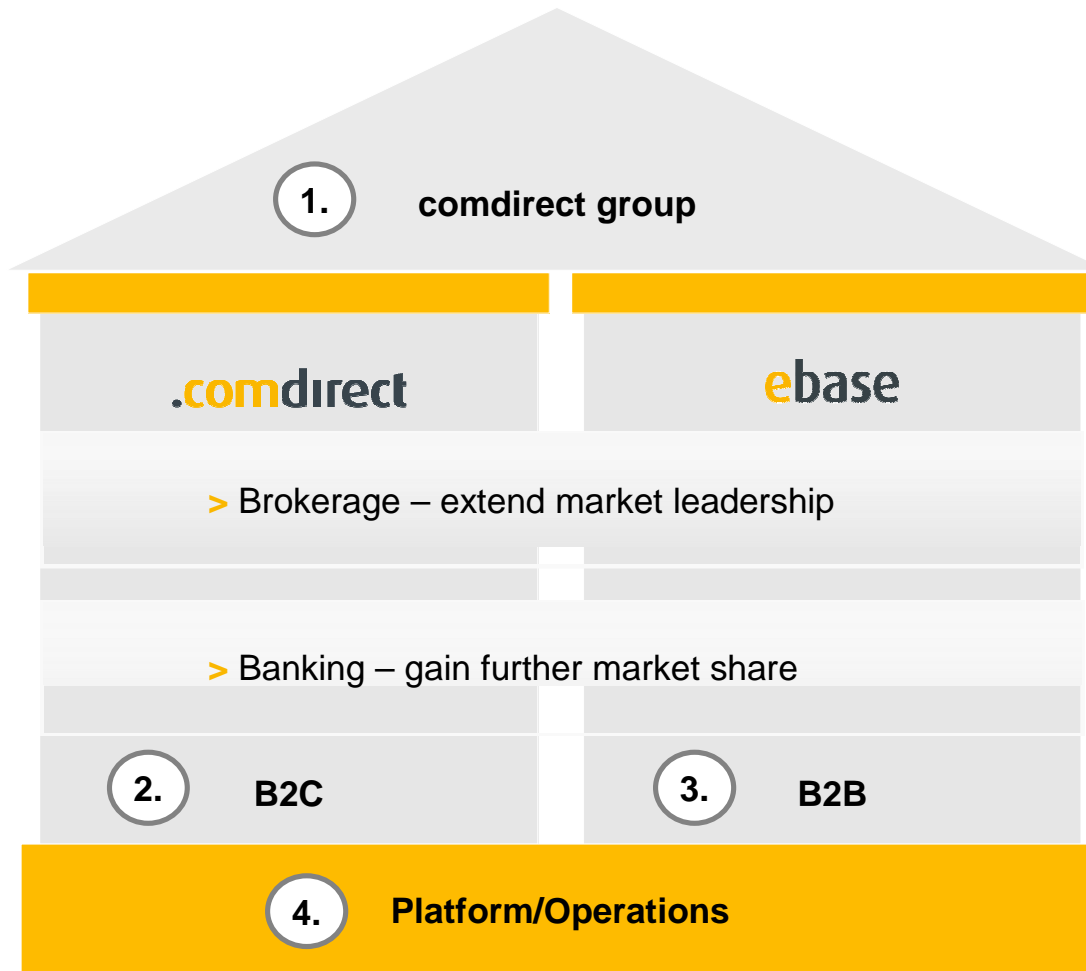 1. comdirect group
.comdirect
ebase
> Brokerage – extend market leadership
> Banking – gain further market share
2. B2C
3. B2B
4. Platform/Operations